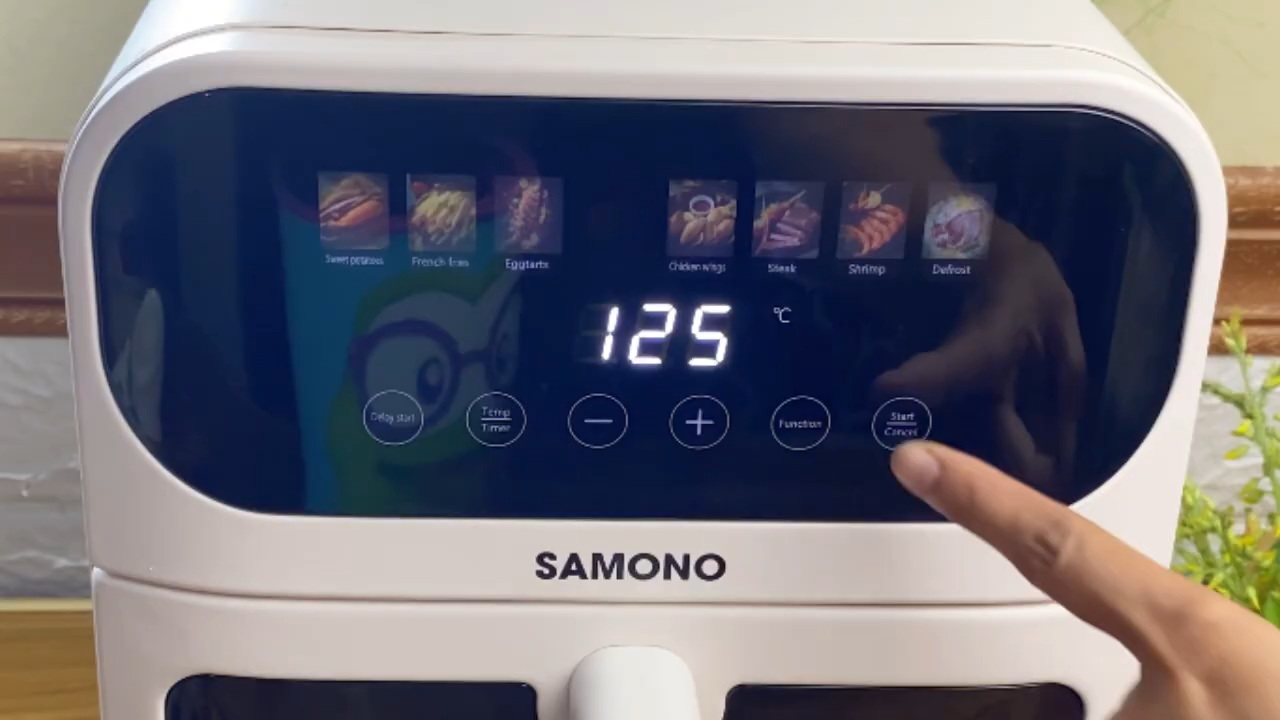 Sweet potatoes
French fries
Eggtarts
Chicken wings
Steak
Shrimp
Defrost
125 °C
Delay start
Temp
Timer
−
+
Function
Start
Cancel
SAMONO